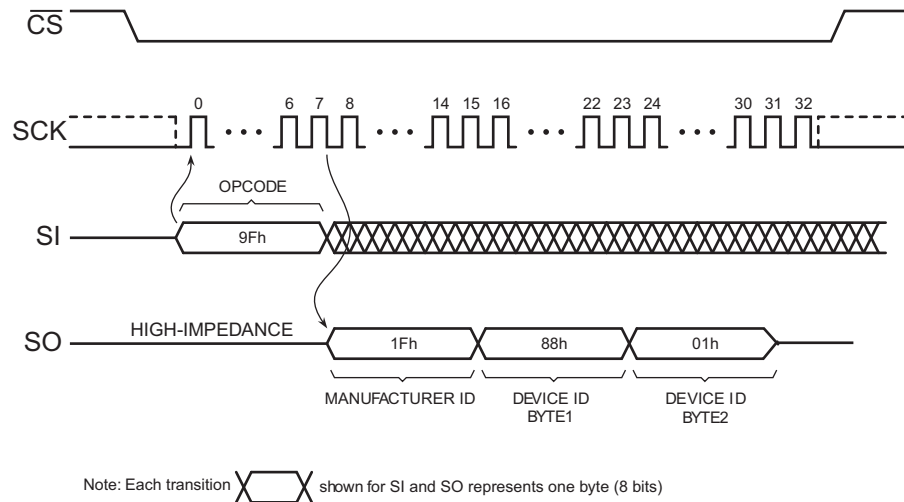 CS
0 6 7 8 14 15 16 22 23 24 30 31 32
SCK
OPCODE
SI 9Fh
HIGH-IMPEDANCE
SO 1Fh 88h 01h
MANUFACTURER ID DEVICE ID DEVICE ID
BYTE1 BYTE2
Note: Each transition shown for SI and SO represents one byte (8 bits)